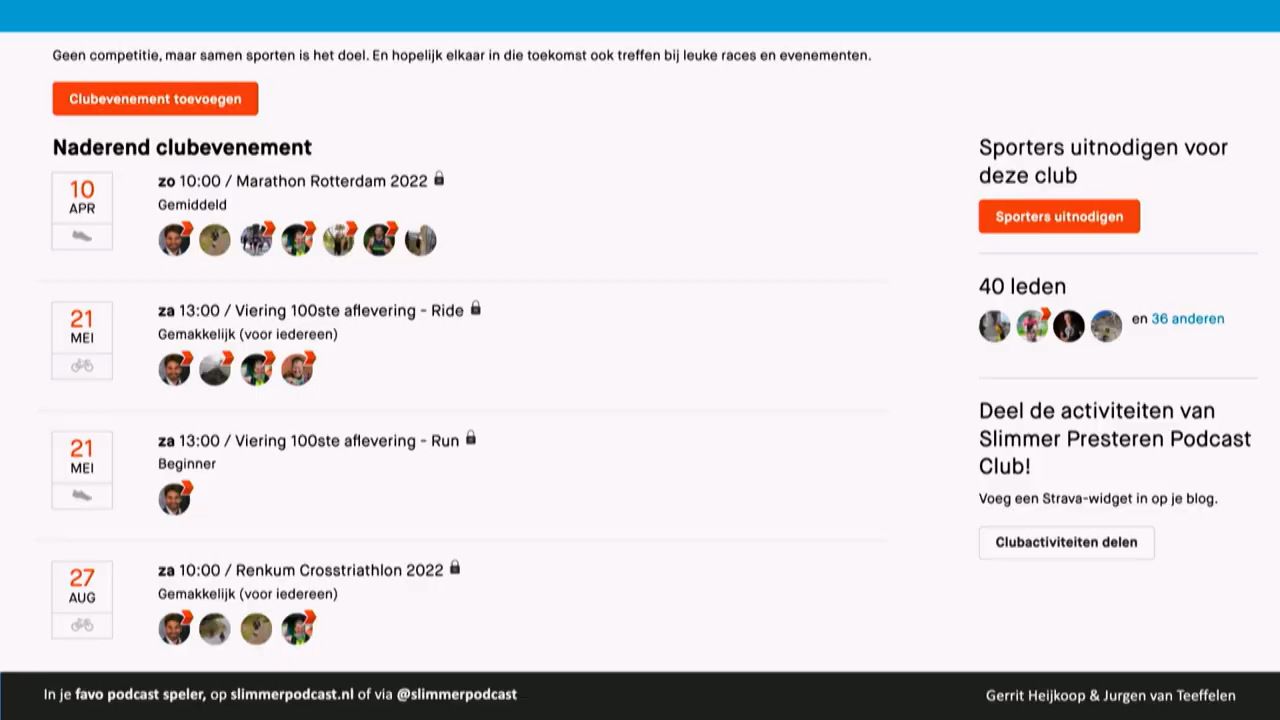 Geen competitie, maar samen sporten is het doel. En hopelijk elkaar in die toekomst ook treffen bij leuke races en evenementen.
Clubevenement toevoegen
Naderend clubevenement
10
APR
zo 10:00 / Marathon Rotterdam 2022
Gemiddeld
21
MEI
za 13:00 / Viering 100ste aflevering - Ride
Gemakkelijk (voor iedereen)
21
MEI
za 13:00 / Viering 100ste aflevering - Run
Beginner
27
AUG
za 10:00 / Renkum Crosstriathlon 2022
Gemakkelijk (voor iedereen)
Sporters uitnodigen voor
deze club
Sporters uitnodigen
40 leden
en 36 anderen
Deel de activiteiten van
Slimmer Presteren Podcast
Club!
Voeg een Strava-widget in op je blog.
Clubactiviteiten delen
In je favo podcast speler, op slimmerpodcast.nl of via @slimmerpodcast
Gerrit Heijkoop & Jurgen van Teeffelen